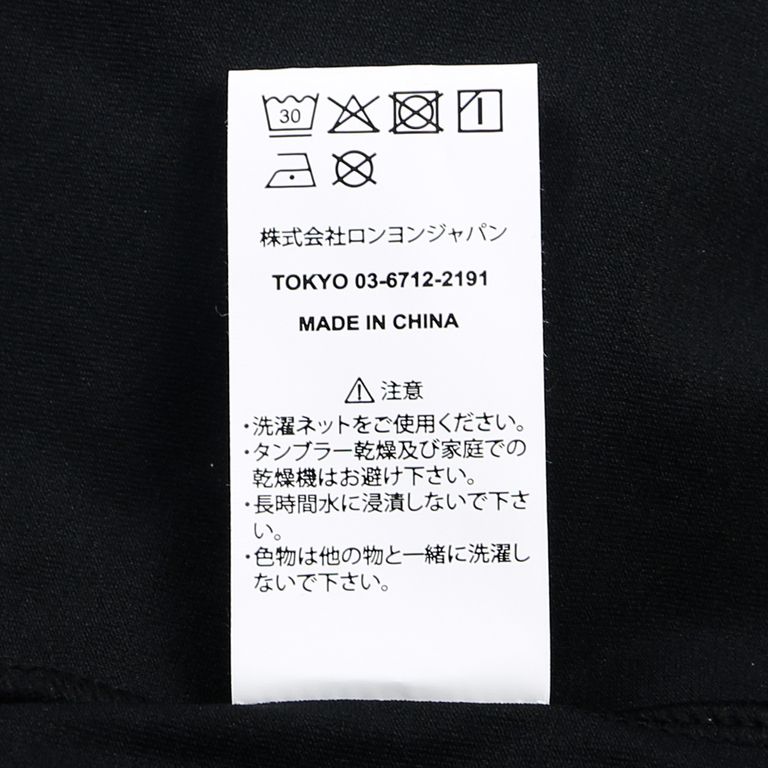 30
株式会社ロンヨンジャパン
TOKYO 03-6712-2191
MADE IN CHINA
注意
・洗濯ネットをご使用ください。
・タンブラー乾燥及び家庭での
乾燥機はお避け下さい。
・長時間水に浸漬しないで下さ
い。
・色物は他の物と一緒に洗濯し
ないで下さい。